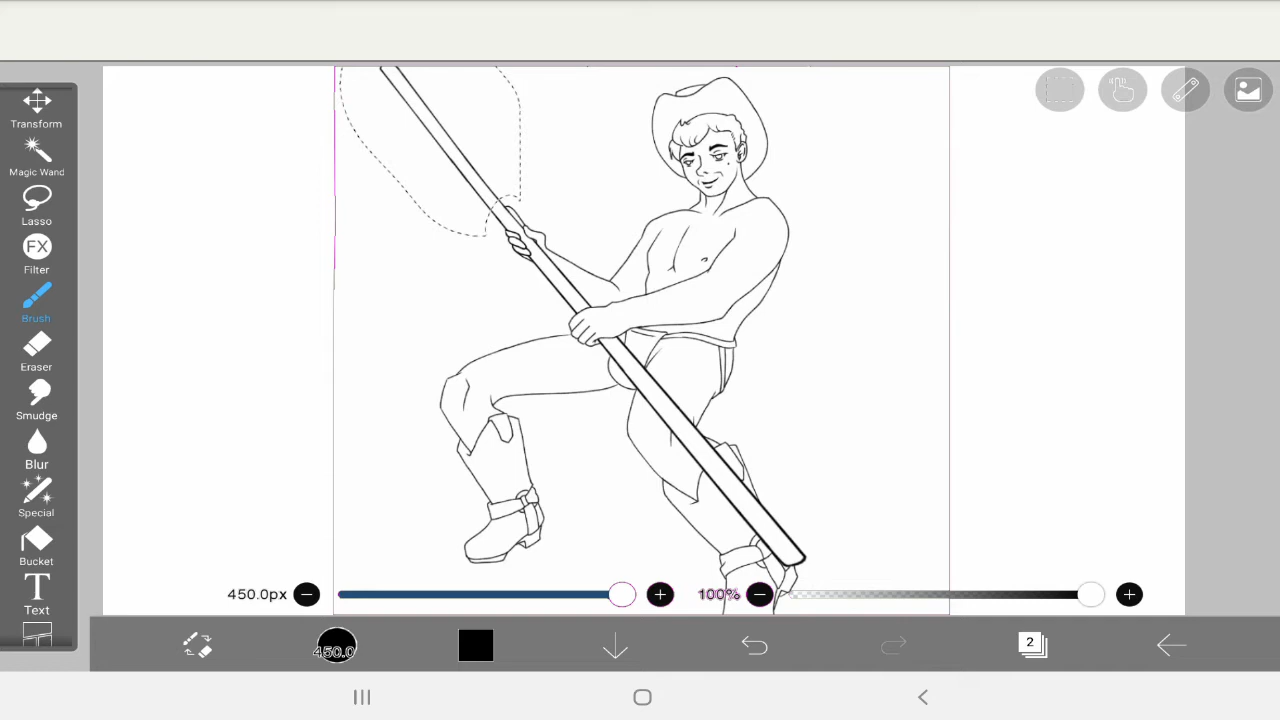 Transform
Magic Wand
Lasso
FX
Filter
Brush
Eraser
Smudge
Blur
Special
Bucket
T
Text
450.0px
100%
450.0
2